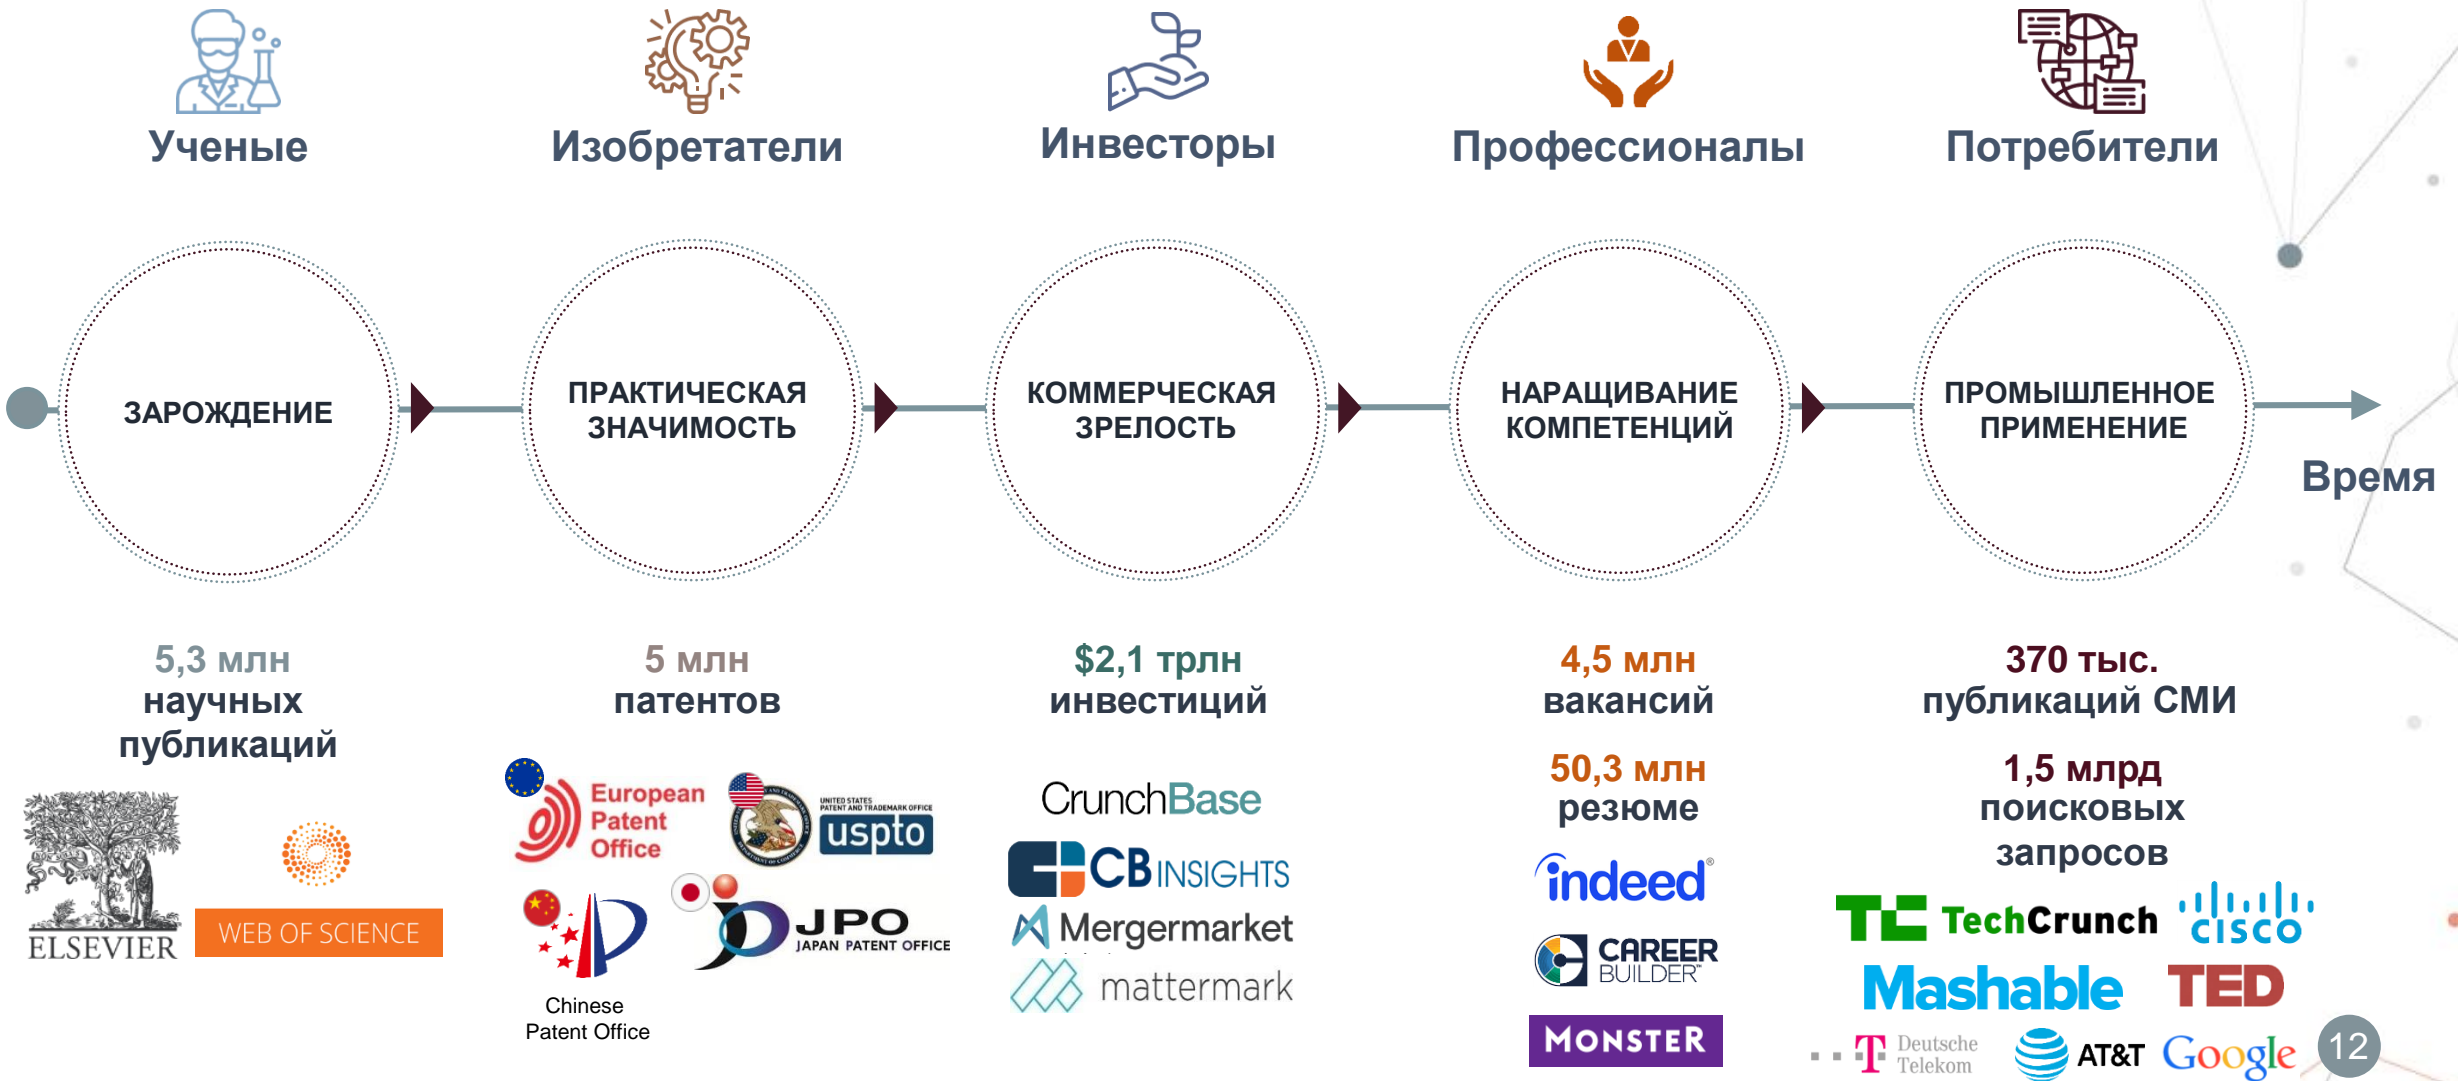 Ученые
Изобретатели
Инвесторы
Профессионалы
Потребители
ЗАРОЖДЕНИЕ
ПРАКТИЧЕСКАЯ
ЗНАЧИМОСТЬ
КОММЕРЧЕСКАЯ
ЗРЕЛОСТЬ
НАРАЩИВАНИЕ
КОМПЕТЕНЦИЙ
ПРОМЫШЛЕННОЕ
ПРИМЕНЕНИЕ
Время
5,3 млн
научных
публикаций
ELSEVIER
WEB OF SCIENCE
5 млн
патентов
European
Patent
Office
UNITED STATES
PATENT AND TRADEMARK OFFICE
uspto
Chinese
Patent Office
JPO
JAPAN PATENT OFFICE
$2,1 трлн
инвестиций
CrunchBase
CB INSIGHTS
Mergermarket
mattermark
4,5 млн
вакансий
50,3 млн
резюме
indeed®
CAREER
BUILDER™
MONSTER
370 тыс.
публикаций СМИ
1,5 млрд
поисковых
запросов
TC TechCrunch
CISCO
Mashable
TED
T Deutsche
Telekom
AT&T
Google
12